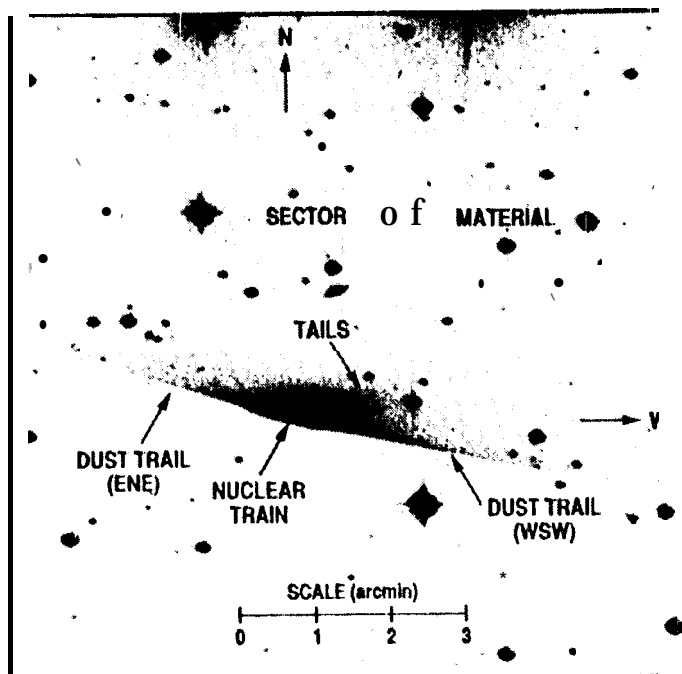 N
SECTOR of MATERIAL
TAILS
DUST TRAIL
(ENE)
NUCLEAR
TRAIN
DUST TRAIL
(WSW)
SCALE (arcmin)
0 1 2 3